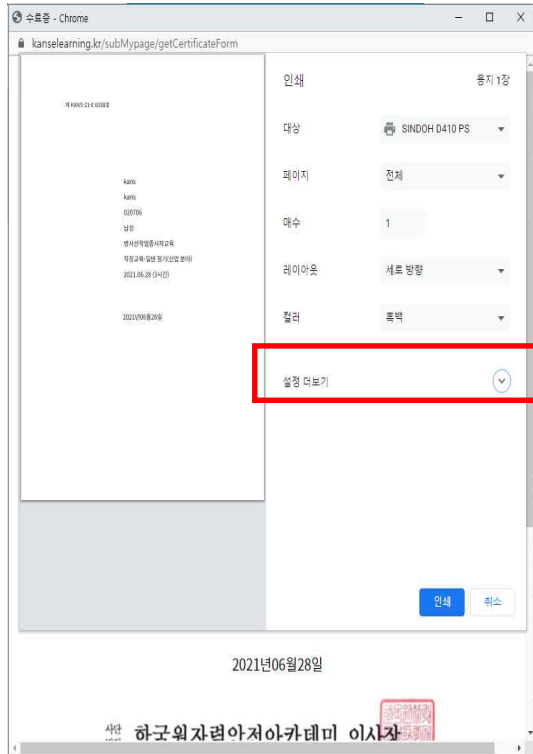 수료증 - Chrome
kanselearning.kr/subMypage/getCertificateForm
인쇄
용지 1장
제 KANS-21-E-0388호
대상
SINDOH D410 PS
페이지
전체
kans
kans
020706
남성
방사선작업종사자교육
직장교육-일반 정기(산업 분야)
2021.06.28 (3시간)
매수
1
레이아웃
세로 방향
2021년06월28일
컬러
흑백
설정 더보기
인쇄
취소
2021년06월28일
사단
한국원자력안전아카데미 이사장